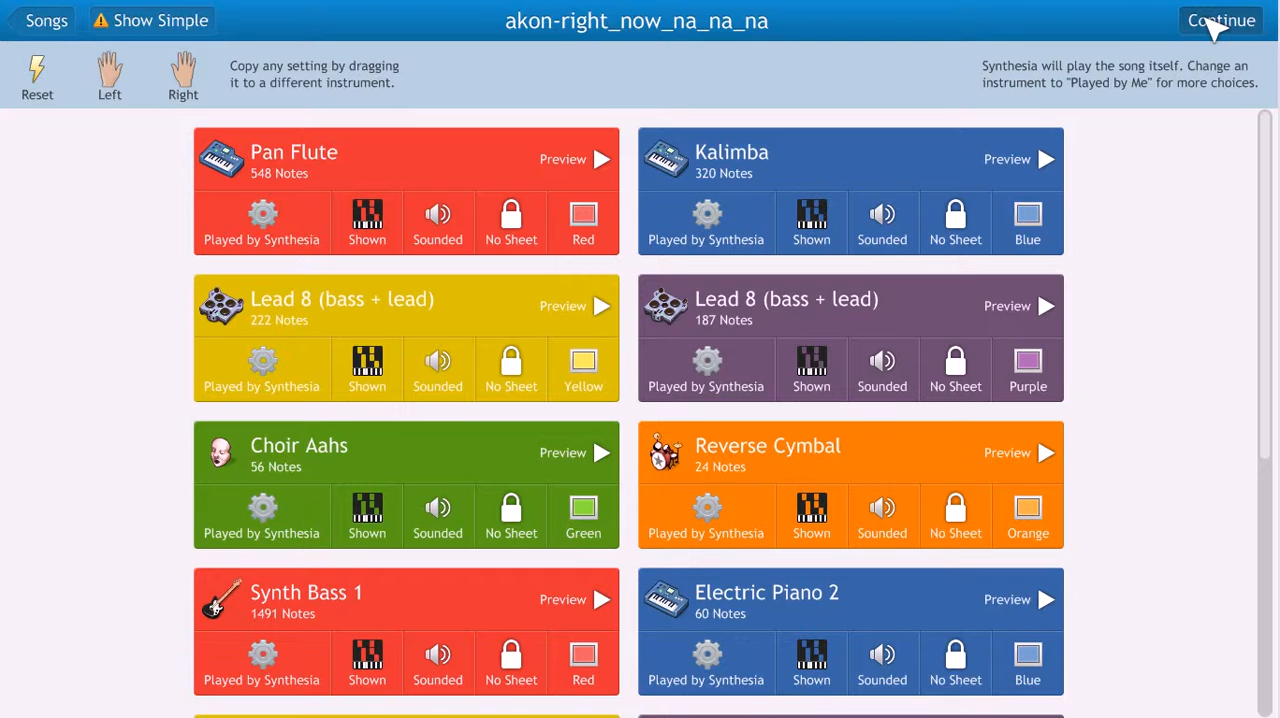 Songs
Show Simple
akon-right_now_na_na_na
Continue
Reset
Left
Right
Copy any setting by dragging
it to a different instrument.
Synthesia will play the song itself. Change an
instrument to "Played by Me" for more choices.
Pan Flute
548 Notes
Preview
Played by Synthesia
Shown
Sounded
No Sheet
Red
Kalimba
320 Notes
Preview
Played by Synthesia
Shown
Sounded
No Sheet
Blue
Lead 8 (bass + lead)
222 Notes
Preview
Played by Synthesia
Shown
Sounded
No Sheet
Yellow
Lead 8 (bass + lead)
187 Notes
Preview
Played by Synthesia
Shown
Sounded
No Sheet
Purple
Choir Aahs
56 Notes
Preview
Played by Synthesia
Shown
Sounded
No Sheet
Green
Reverse Cymbal
24 Notes
Preview
Played by Synthesia
Shown
Sounded
No Sheet
Orange
Synth Bass 1
1491 Notes
Preview
Played by Synthesia
Shown
Sounded
No Sheet
Red
Electric Piano 2
60 Notes
Preview
Played by Synthesia
Shown
Sounded
No Sheet
Blue